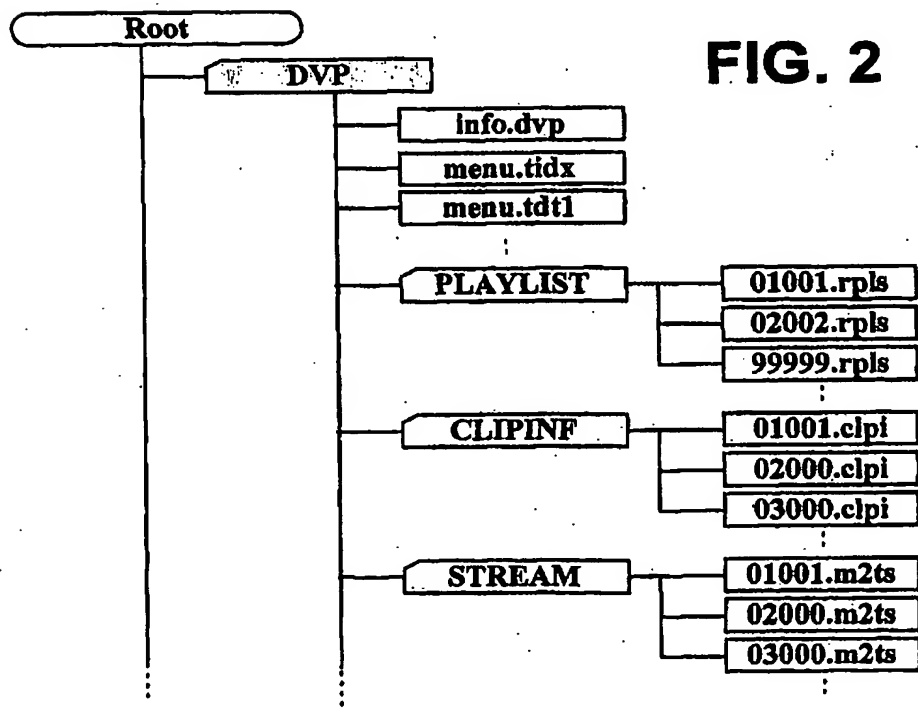 Root
FIG. 2
DVP
info.dvp
menu.tidx
menu.tdt1
PLAYLIST
01001.rpls
02002.rpls
99999.rpls
CLIPINF
01001.clpi
02000.clpi
03000.clpi
STREAM
01001.m2ts
02000.m2ts
03000.m2ts